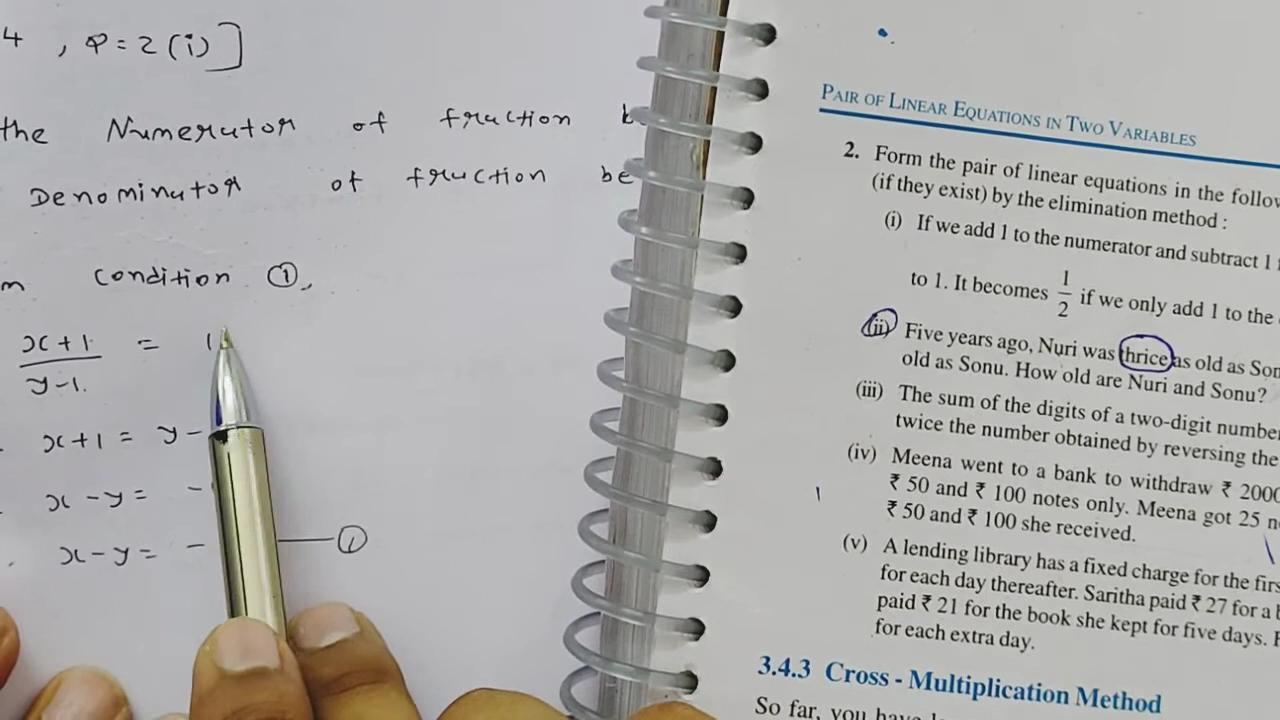 4 , P = 2 (i) ]
the Numerator of fraction b
Denominator of fraction be
m condition ①,
x+1 / y-1 = 1
x+1 = y-
x-y = -
x-y = - ①
PAIR OF LINEAR EQUATIONS IN TWO VARIABLES
2. Form the pair of linear equations in the follow
(if they exist) by the elimination method :
(i) If we add 1 to the numerator and subtract 1
to 1. It becomes 1/2 if we only add 1 to the
(ii) Five years ago, Nuri was thrice as old as Son
old as Sonu. How old are Nuri and Sonu?
(iii) The sum of the digits of a two-digit number
twice the number obtained by reversing the
(iv) Meena went to a bank to withdraw ₹ 2000
₹ 50 and ₹ 100 notes only. Meena got 25 n
₹ 50 and ₹ 100 she received.
(v) A lending library has a fixed charge for the firs
for each day thereafter. Saritha paid ₹ 27 for a b
paid ₹ 21 for the book she kept for five days. F
for each extra day.
3.4.3 Cross - Multiplication Method
So far, you have